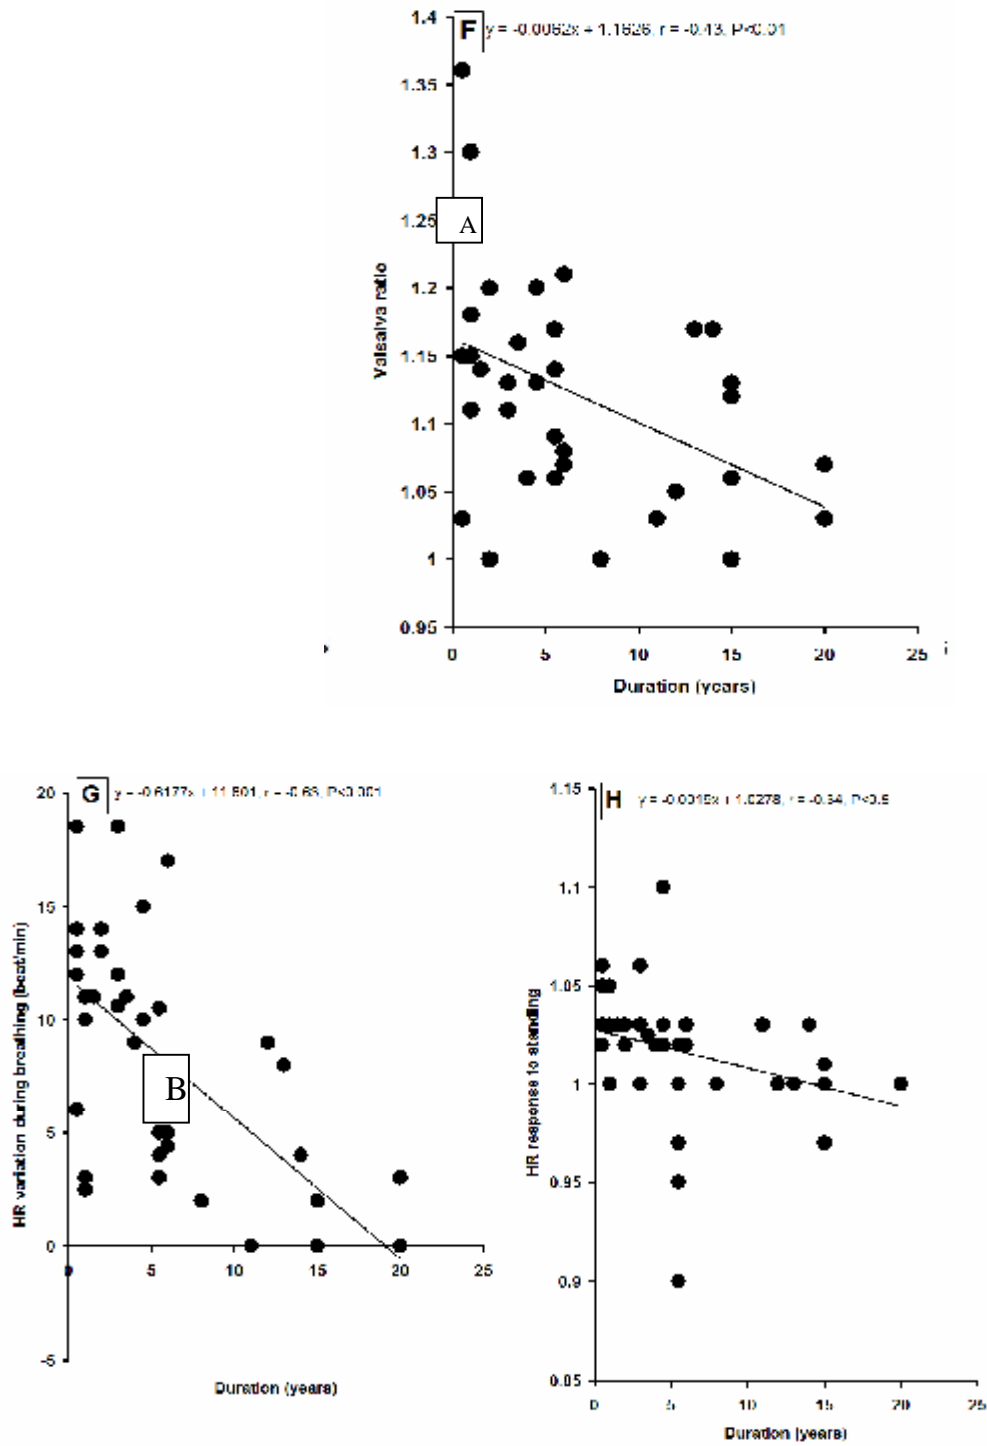 F y = -0.0062x + 1.1626, r = -0.43, P<0.01
1.4
1.35
1.3
1.25
A
1.2
1.15
1.1
1.05
1
0.95
Valsalva ratio
0 5 10 15 20 25
Duration (years)
G y = -0.6177x + r = -0.63, P<0.001
20
15
10
5
0
-5
B
HR variation during breathing (beat/min)
0 5 10 15 20 25
Duration (years)
H y = -0.0019x + 1.0278, r = -0.34, P<0.5
1.15
1.1
1.05
1
0.95
0.9
0.85
HR response to standing
0 5 10 15 20 25
Duration (years)